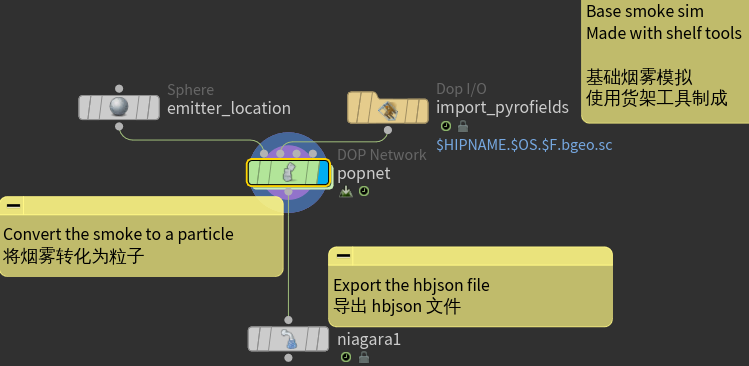 Base smoke sim
Made with shelf tools
基础烟雾模拟
使用货架工具制成
Sphere
emitter_location
Dop I/O
import_pyrofields
$HIPNAME.$OS.$F.bgeo.sc
DOP Network
popnet
Convert the smoke to a particle
将烟雾转化为粒子
Export the hbjson file
导出 hbjson 文件
niagara1